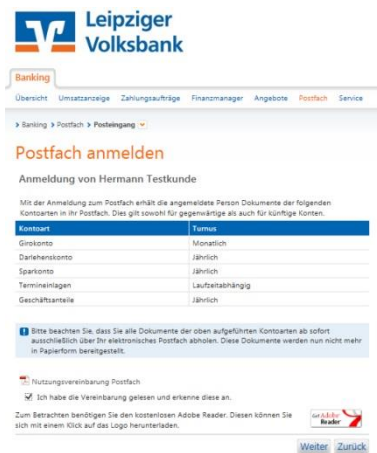 Leipziger
Volksbank
Banking
Übersicht Umsatzanzeige Zahlungsaufträge Finanzmanager Angebote Postfach Service
Banking Postfach Posteingang
Postfach anmelden
Anmeldung von Hermann Testkunde
Mit der Anmeldung zum Postfach erhält die angemeldete Person Dokumente der folgenden
Kontoarten in ihr Postfach. Dies gilt sowohl für gegenwärtige als auch für künftige Konten.
Kontoart Turnus
Girokonto Monatlich
Darlehenskonto Jährlich
Sparkonto Jährlich
Termineinlagen Laufzeitabhängig
Geschäftsanteile Jährlich
Bitte beachten Sie, dass Sie alle Dokumente der oben aufgeführten Kontoarten ab sofort
ausschließlich über Ihr elektronisches Postfach abholen. Diese Dokumente werden nun nicht mehr
in Papierform bereitgestellt.
Nutzungsvereinbarung Postfach
Ich habe die Vereinbarung gelesen und erkenne diese an.
Zum Betrachten benötigen Sie den kostenlosen Adobe Reader. Diesen können Sie
sich mit einem Klick auf das Logo herunterladen.
Get Adobe
Reader
Weiter Zurück